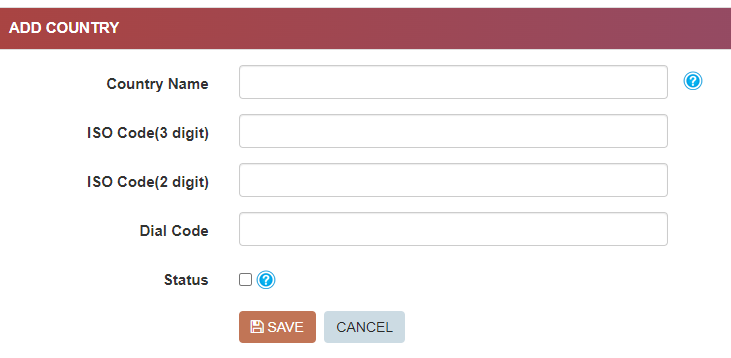 ADD COUNTRY
Country Name
?
ISO Code(3 digit)
ISO Code(2 digit)
Dial Code
Status ?
SAVE CANCEL